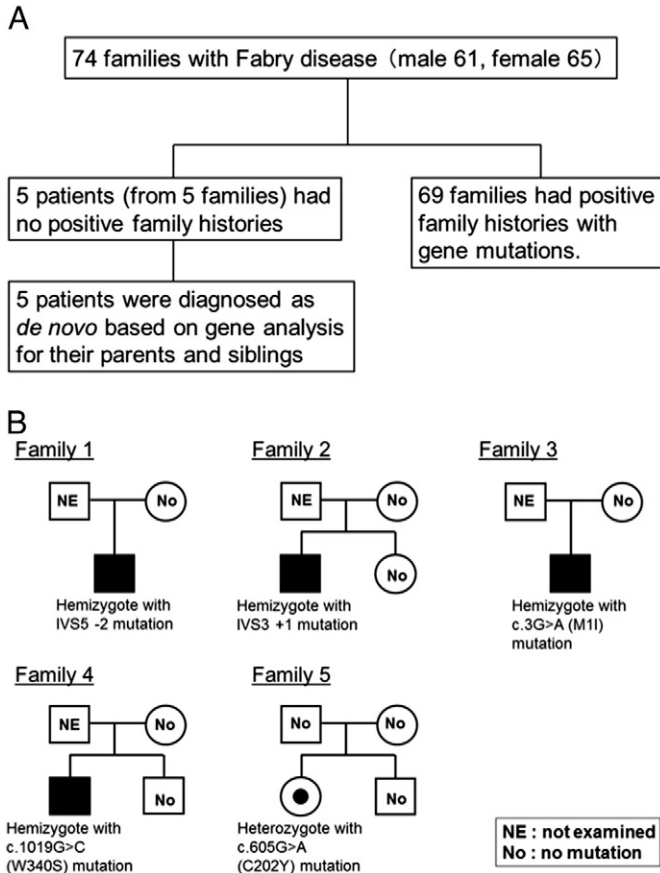 A
74 families with Fabry disease (male 61, female 65)
5 patients (from 5 families) had
no positive family histories
69 families had positive
family histories with
gene mutations.
5 patients were diagnosed as
de novo based on gene analysis
for their parents and siblings
B
Family 1
NE
No
Hemizygote with
IVS5 -2 mutation
Family 2
NE
No
No
Hemizygote with
IVS3 +1 mutation
Family 3
NE
No
Hemizygote with
c.3G>A (M1I)
mutation
Family 4
NE
No
No
Hemizygote with
c.1019G>C
(W340S) mutation
Family 5
No
No
No
Heterozygote with
c.605G>A
(C202Y) mutation
NE : not examined
No : no mutation